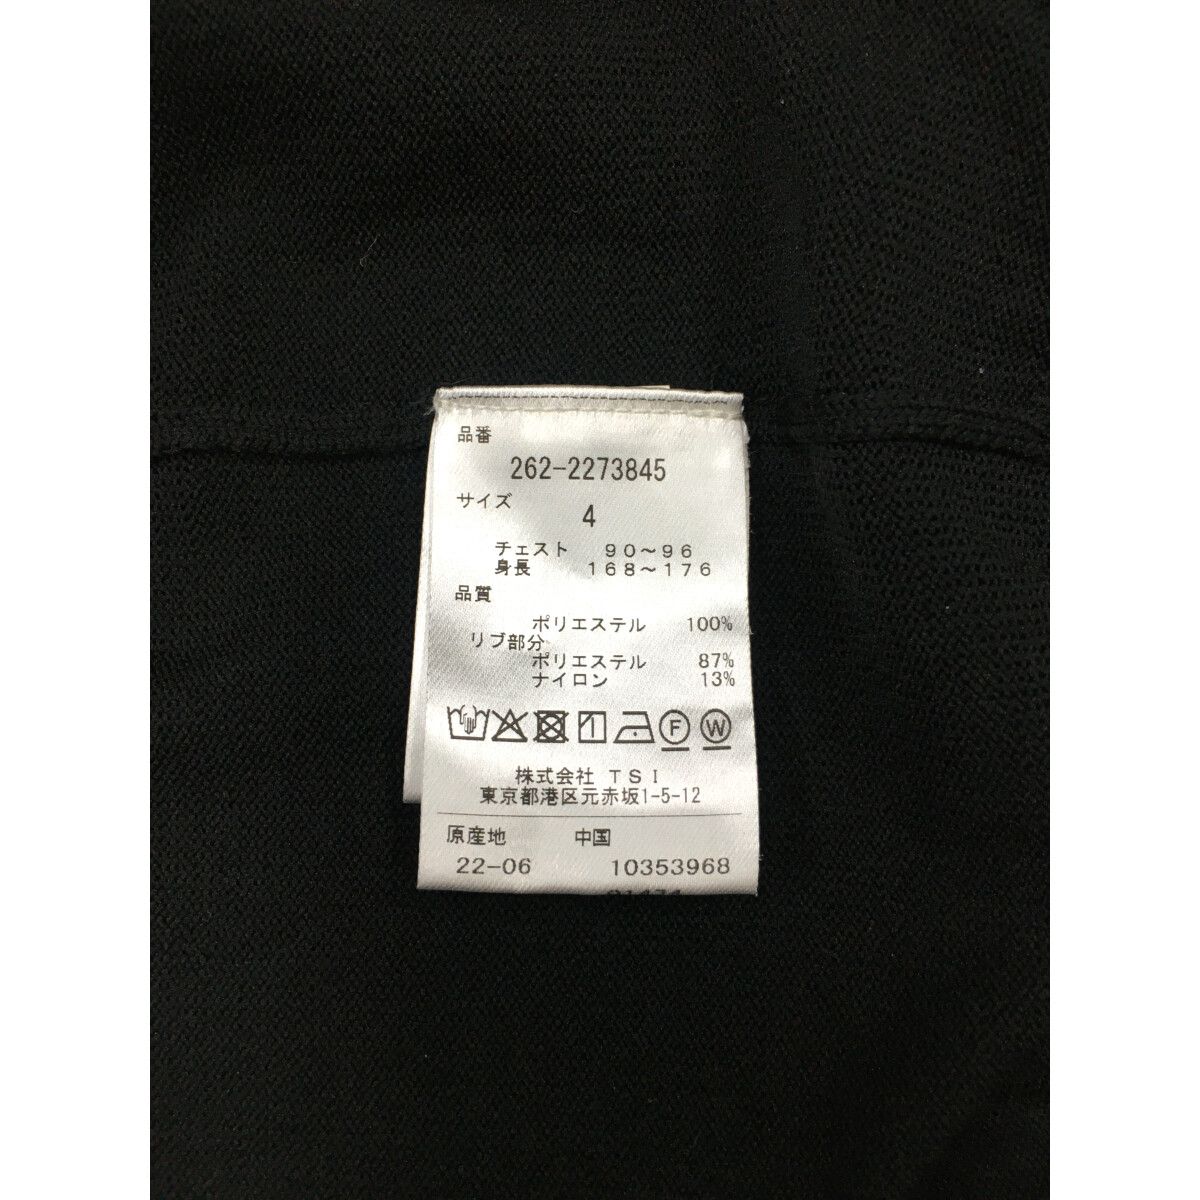 品番
262-2273845
サイズ
4
チェスト 90～96
身長 168～176
品質
ポリエステル 100%
リブ部分
ポリエステル 87%
ナイロン 13%
F W
株式会社 TSI
東京都港区元赤坂1-5-12
原産地 中国
22-06 10353968